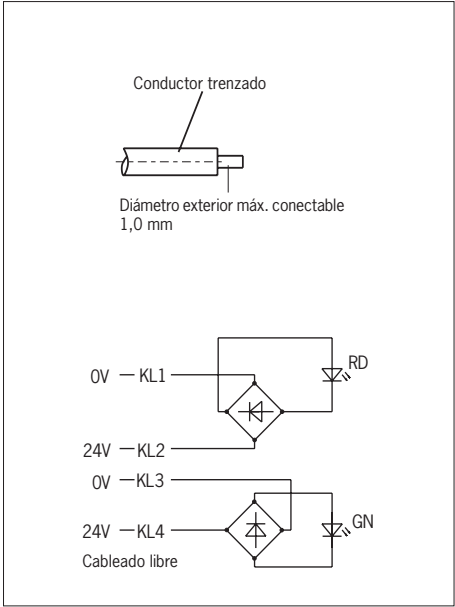 Conductor trenzado
Diámetro exterior máx. conectable
1,0 mm
RD
0V — KL1
24V — KL2
0V — KL3
24V — KL4
GN
Cableado libre